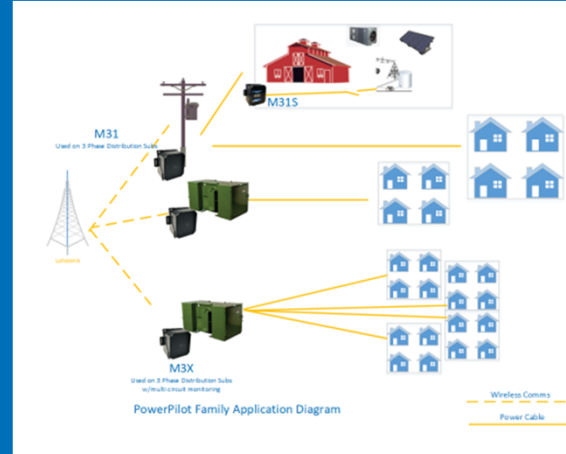 M31S
M31
Used on 3 Phase Distribution Subs
M3X
Used on 3 Phase Distribution Subs
w/multi circuit monitoring
PowerPilot Family Application Diagram
Wireless Comms
Power Cable